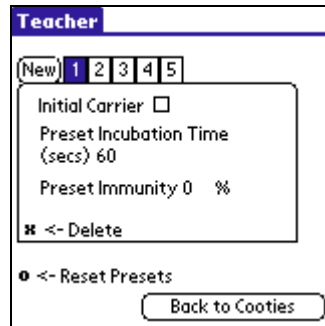 Teacher
New 1 2 3 4 5
Initial Carrier
Preset Incubation Time
(secs) 60
Preset Immunity 0 %
x <- Delete
o <- Reset Presets
Back to Cooties